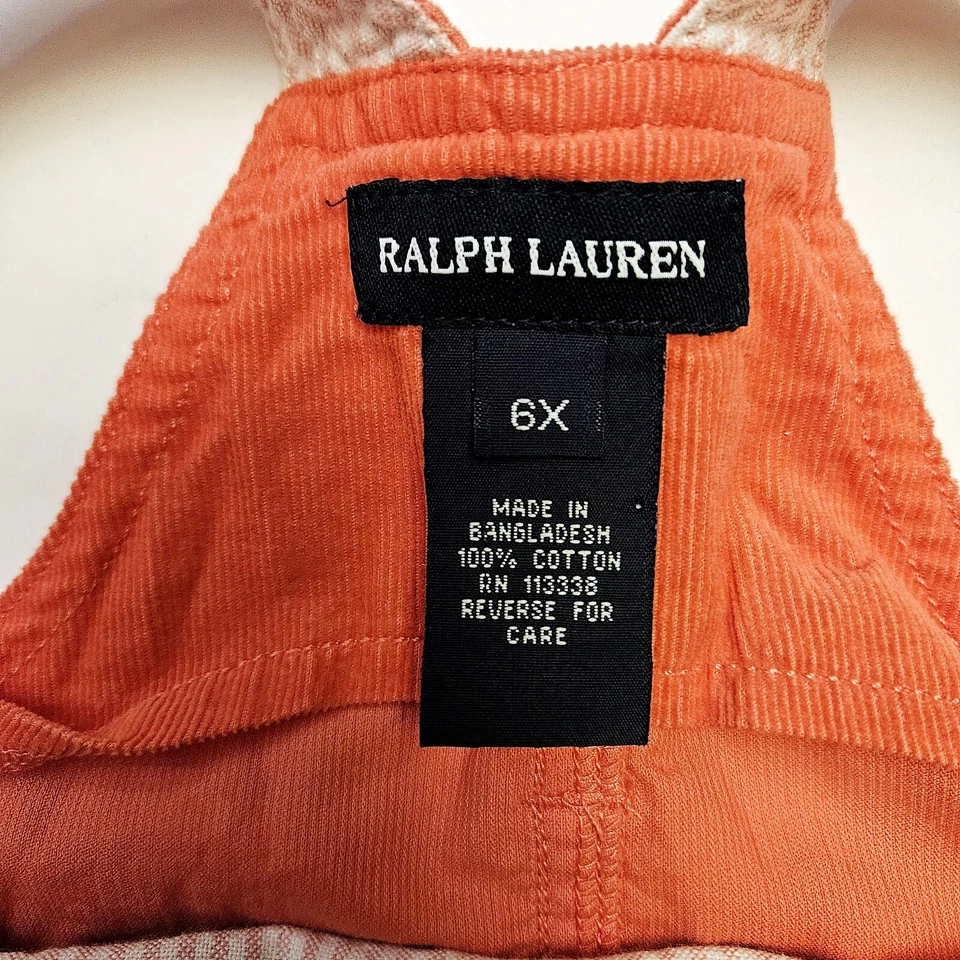 RALPH LAUREN
6X
MADE IN
BANGLADESH
100% COTTON
RN 113338
REVERSE FOR
CARE